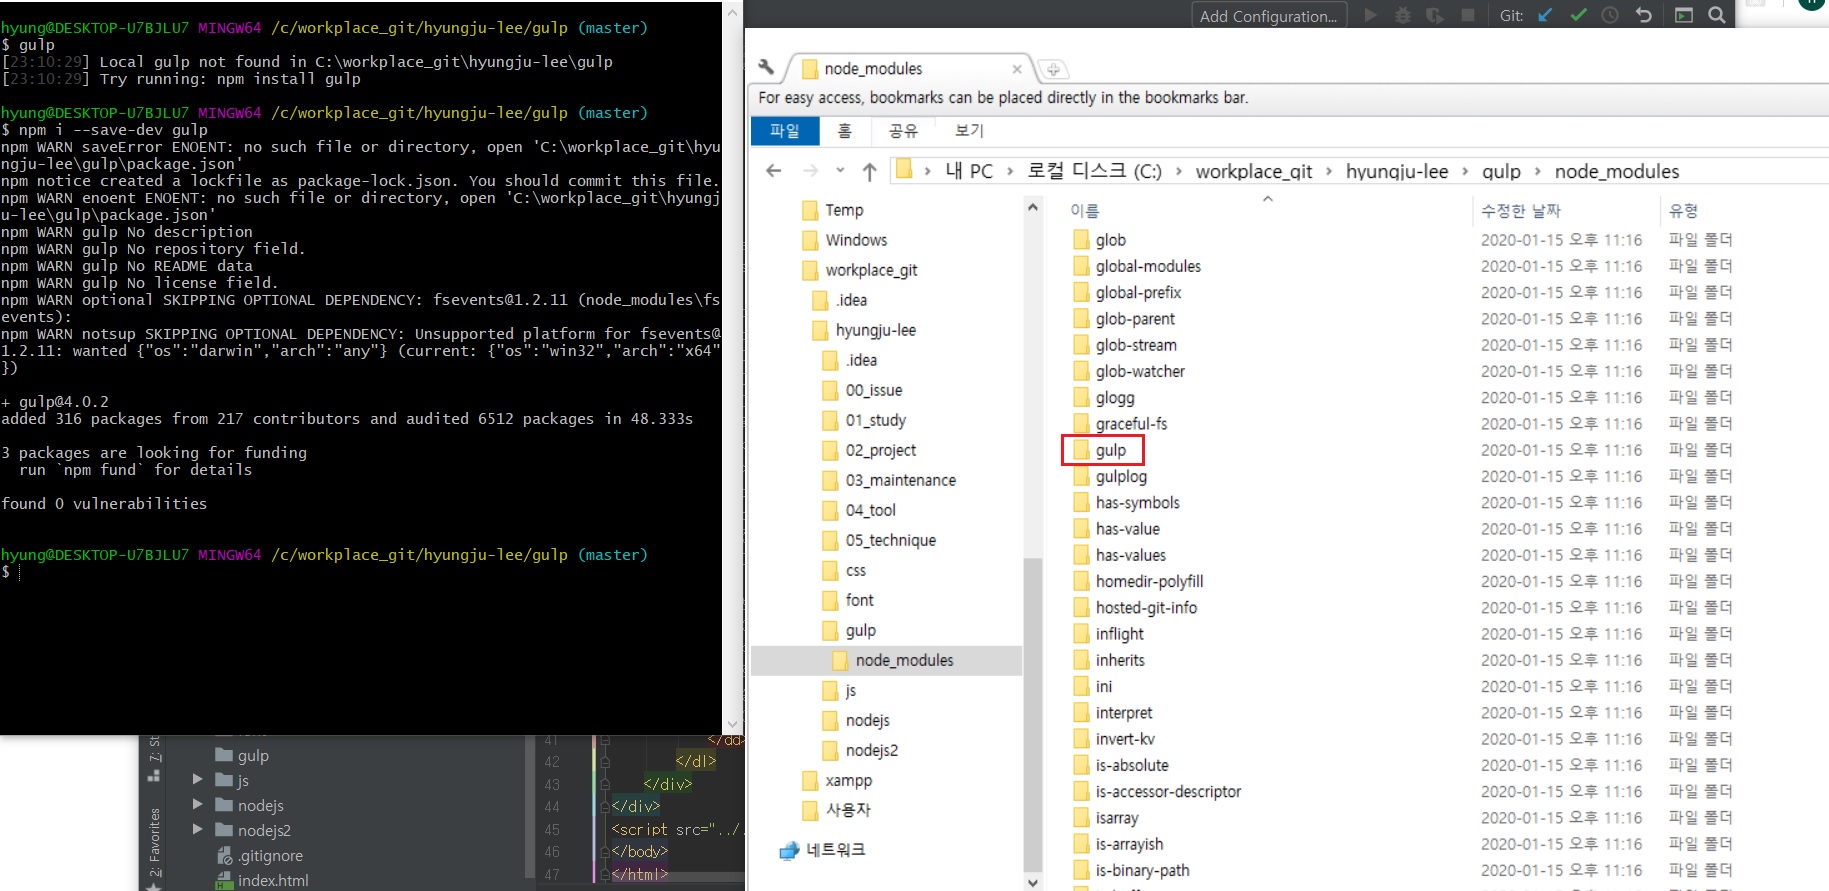 hyung@DESKTOP-U7BJLU7 MINGW64 /c/workplace_git/hyungju-lee/gulp (master)
$ gulp
[23:10:29] Local gulp not found in C:\workplace_git\hyungju-lee\gulp
[23:10:29] Try running: npm install gulp
hyung@DESKTOP-U7BJLU7 MINGW64 /c/workplace_git/hyungju-lee/gulp (master)
$ npm i --save-dev gulp
npm WARN saveError ENOENT: no such file or directory, open 'C:\workplace_git\hyu
ngju-lee\gulp\package.json'
npm notice created a lockfile as package-lock.json. You should commit this file.
npm WARN enoent ENOENT: no such file or directory, open 'C:\workplace_git\hyungj
u-lee\gulp\package.json'
npm WARN gulp No description
npm WARN gulp No repository field.
npm WARN gulp No README data
npm WARN gulp No license field.
npm WARN optional SKIPPING OPTIONAL DEPENDENCY: fsevents@1.2.11 (node_modules\fs
events):
npm WARN notsup SKIPPING OPTIONAL DEPENDENCY: Unsupported platform for fsevents@
1.2.11: wanted {"os":"darwin","arch":"any"} (current: {"os":"win32","arch":"x64"
})
+ gulp@4.0.2
added 316 packages from 217 contributors and audited 6512 packages in 48.333s
3 packages are looking for funding
run `npm fund` for details
found 0 vulnerabilities
hyung@DESKTOP-U7BJLU7 MINGW64 /c/workplace_git/hyungju-lee/gulp (master)
$
Add Configuration...
Git:
node_modules
For easy access, bookmarks can be placed directly in the bookmarks bar.
파일 홈 공유 보기
내 PC › 로컬 디스크 (C:) › workplace_git › hyungju-lee › gulp › node_modules
Temp
Windows
workplace_git
.idea
hyungju-lee
.idea
00_issue
01_study
02_project
03_maintenance
04_tool
05_technique
css
font
gulp
node_modules
js
nodejs
nodejs2
xampp
사용자
네트워크
이름 수정한 날짜 유형
glob 2020-01-15 오후 11:16 파일 폴더
global-modules 2020-01-15 오후 11:16 파일 폴더
global-prefix 2020-01-15 오후 11:16 파일 폴더
glob-parent 2020-01-15 오후 11:16 파일 폴더
glob-stream 2020-01-15 오후 11:16 파일 폴더
glob-watcher 2020-01-15 오후 11:16 파일 폴더
glogg 2020-01-15 오후 11:16 파일 폴더
graceful-fs 2020-01-15 오후 11:16 파일 폴더
gulp 2020-01-15 오후 11:16 파일 폴더
gulplog 2020-01-15 오후 11:16 파일 폴더
has-symbols 2020-01-15 오후 11:16 파일 폴더
has-value 2020-01-15 오후 11:16 파일 폴더
has-values 2020-01-15 오후 11:16 파일 폴더
homedir-polyfill 2020-01-15 오후 11:16 파일 폴더
hosted-git-info 2020-01-15 오후 11:16 파일 폴더
inflight 2020-01-15 오후 11:16 파일 폴더
inherits 2020-01-15 오후 11:16 파일 폴더
ini 2020-01-15 오후 11:16 파일 폴더
interpret 2020-01-15 오후 11:16 파일 폴더
invert-kv 2020-01-15 오후 11:16 파일 폴더
is-absolute 2020-01-15 오후 11:16 파일 폴더
is-accessor-descriptor 2020-01-15 오후 11:16 파일 폴더
isarray 2020-01-15 오후 11:16 파일 폴더
is-arrayish 2020-01-15 오후 11:16 파일 폴더
is-binary-path 2020-01-15 오후 11:16 파일 폴더
2: Favorites
gulp
js
nodejs
nodejs2
.gitignore
index.html
41 </dd>
42 </dl>
43 </div>
44 </div>
45 <script src="../
46 </body>
47 </html>